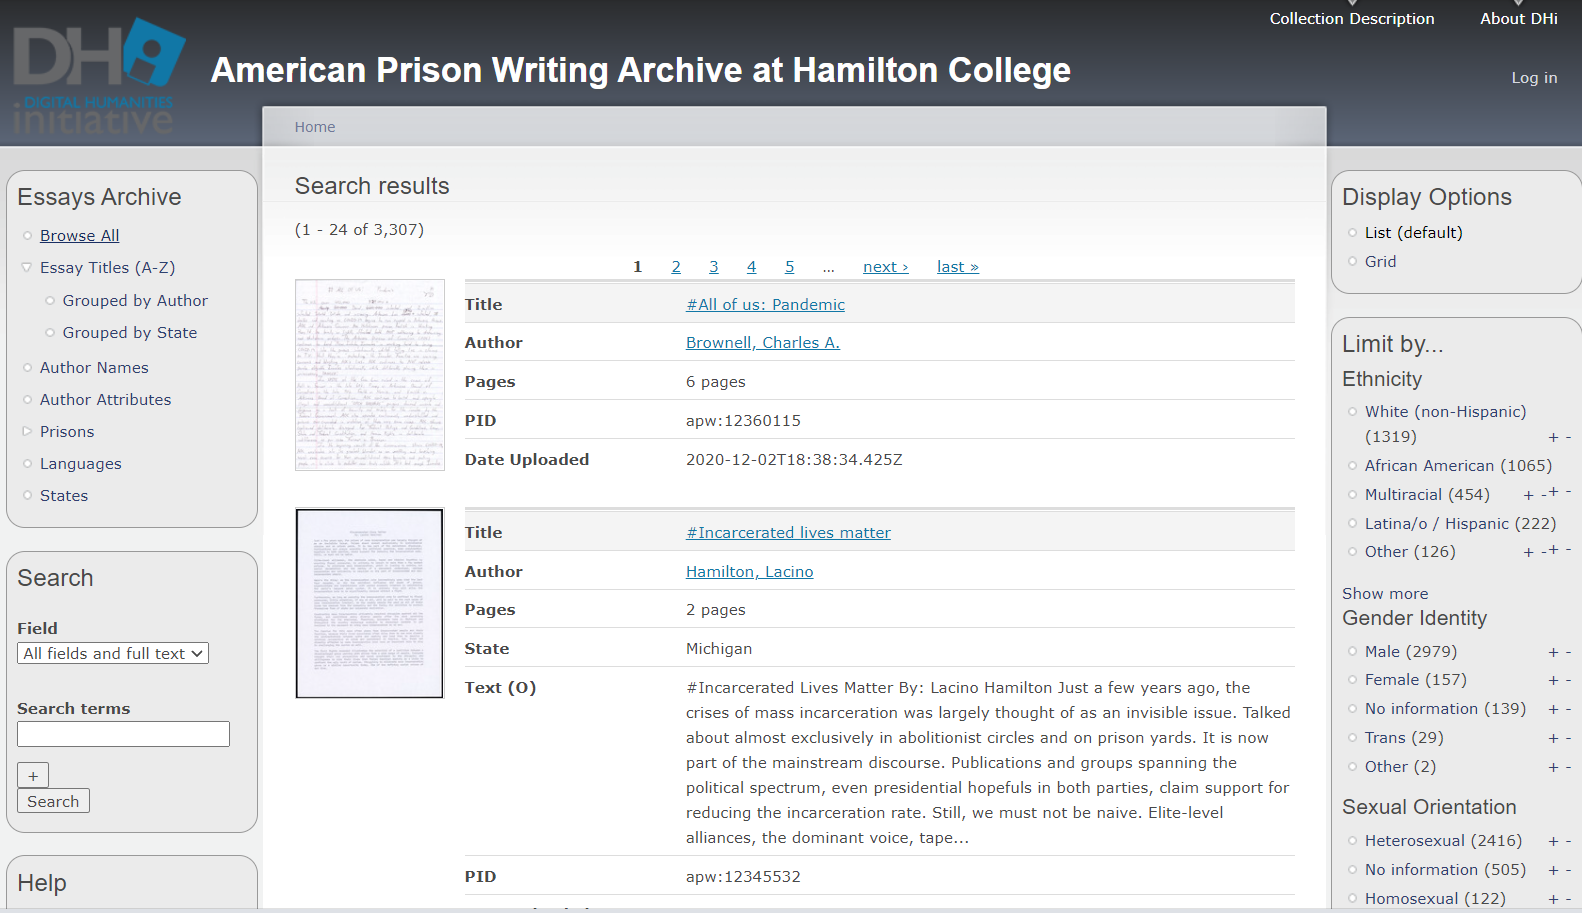 Collection Description
About DHi
DHi
DIGITAL HUMANITIES
initiative
American Prison Writing Archive at Hamilton College
Log in
Home
Essays Archive
Browse All
Essay Titles (A-Z)
Grouped by Author
Grouped by State
Author Names
Author Attributes
Prisons
Languages
States
Search
Field
All fields and full text
Search terms
+
Search
Help
Search results
(1 - 24 of 3,307)
1 2 3 4 5 ... next › last »
Title #All of us: Pandemic
Author Brownell, Charles A.
Pages 6 pages
PID apw:12360115
Date Uploaded 2020-12-02T18:38:34.425Z
Title #Incarcerated lives matter
Author Hamilton, Lacino
Pages 2 pages
State Michigan
Text (O) #Incarcerated Lives Matter By: Lacino Hamilton Just a few years ago, the
crises of mass incarceration was largely thought of as an invisible issue. Talked
about almost exclusively in abolitionist circles and on prison yards. It is now
part of the mainstream discourse. Publications and groups spanning the
political spectrum, even presidential hopefuls in both parties, claim support for
reducing the incarceration rate. Still, we must not be naive. Elite-level
alliances, the dominant voice, tape...
PID apw:12345532
Display Options
List (default)
Grid
Limit by...
Ethnicity
White (non-Hispanic)
(1319) + -
African American (1065)
Multiracial (454) + -+ -
Latina/o / Hispanic (222)
Other (126) + -+ -
Show more
Gender Identity
Male (2979) + -
Female (157) + -
No information (139) + -
Trans (29) + -
Other (2) + -
Sexual Orientation
Heterosexual (2416) + -
No information (505) + -
Homosexual (122) + -